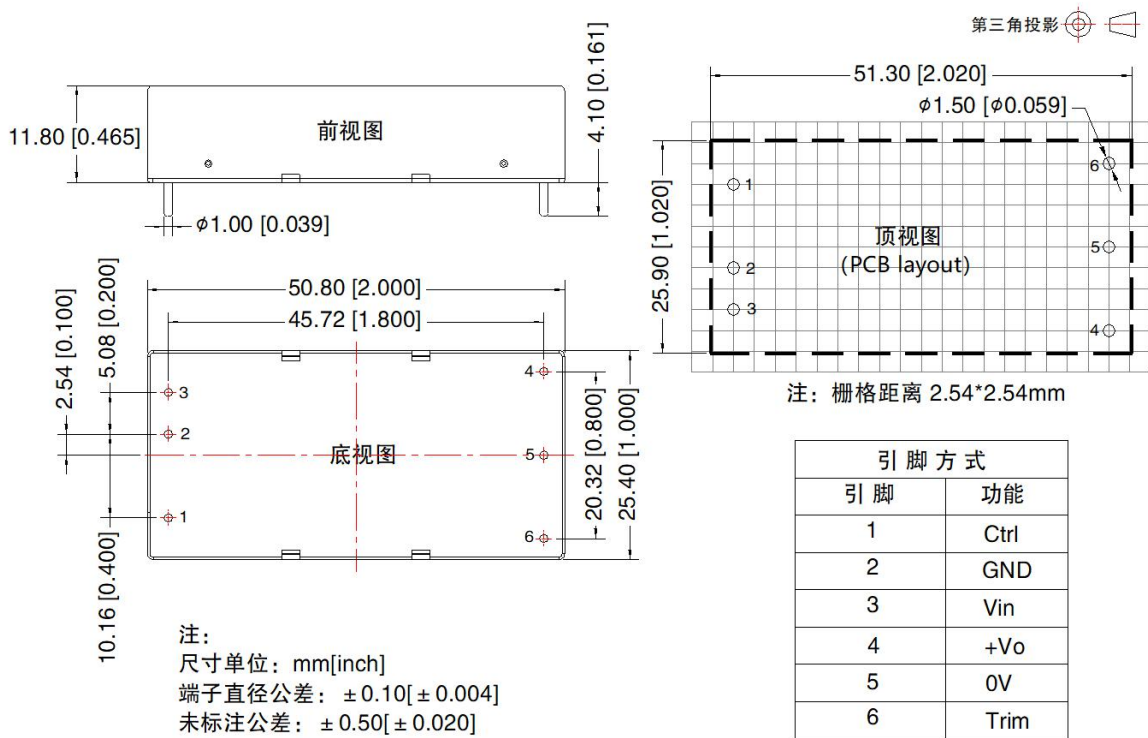 第三角投影
11.80 [0.465]
前视图
4.10 [0.161]
ϕ1.00 [0.039]
51.30 [2.020]
ϕ1.50 [ϕ0.059]
25.90 [1.020]
1
2
3
6
5
4
顶视图
(PCB layout)
注：栅格距离 2.54*2.54mm
50.80 [2.000]
45.72 [1.800]
2.54 [0.100]
5.08 [0.200]
10.16 [0.400]
3
2
1
4
5
6
底视图
20.32 [0.800]
25.40 [1.000]
注：
尺寸单位：mm[inch]
端子直径公差：±0.10[±0.004]
未标注公差：±0.50[±0.020]
引脚方式
引脚 功能
1 Ctrl
2 GND
3 Vin
4 +Vo
5 0V
6 Trim